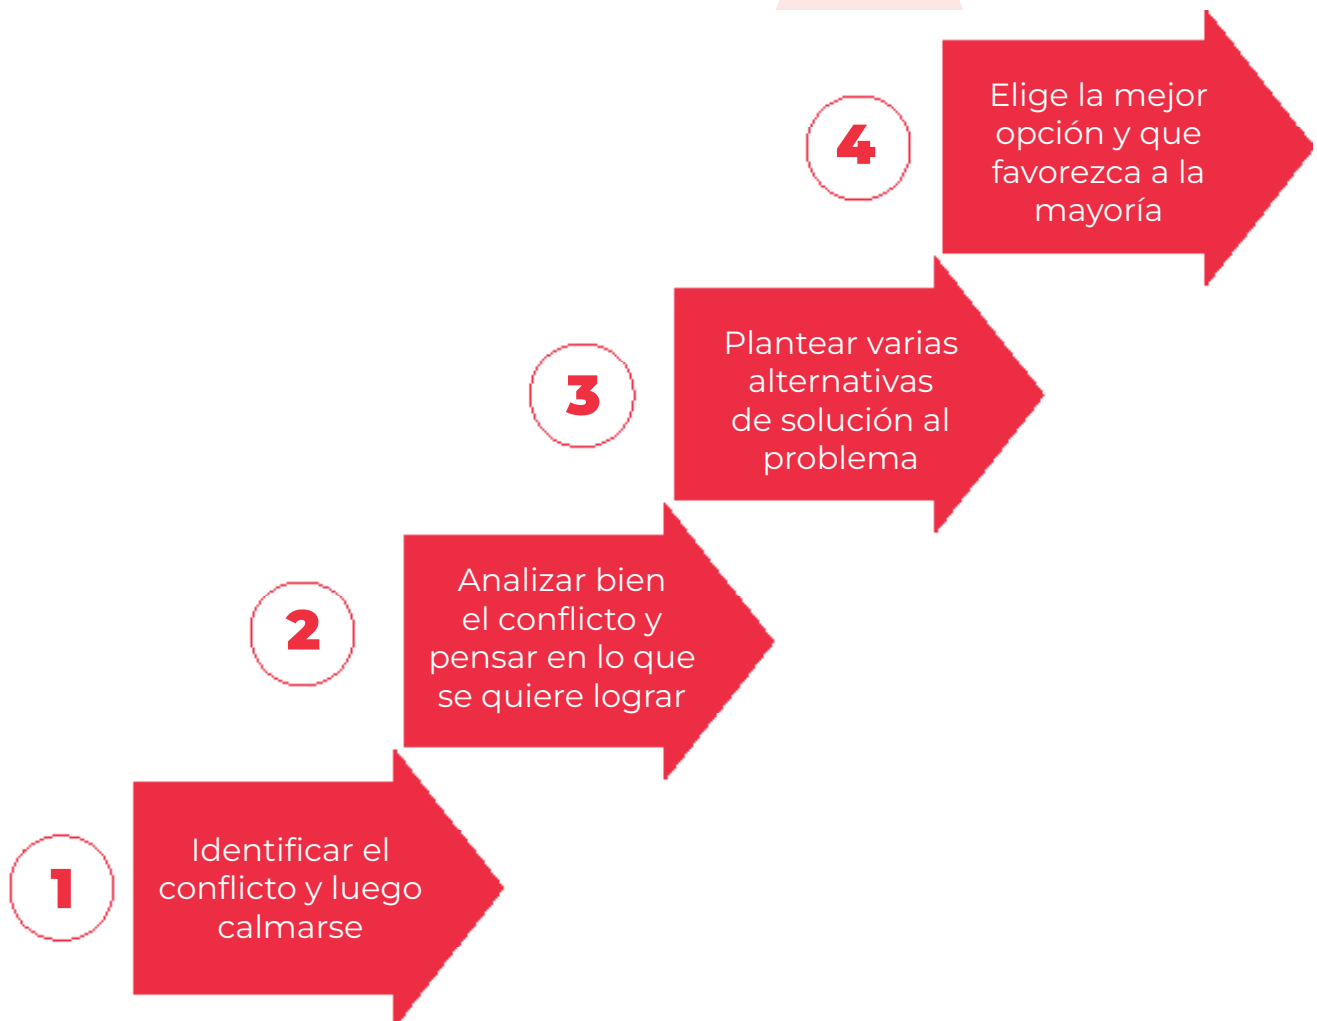 1
Identificar el
conflicto y luego
calmarse
2
Analizar bien
el conflicto y
pensar en lo que
se quiere lograr
3
Plantear varias
alternativas
de solución al
problema
4
Elige la mejor
opción y que
favorezca a la
mayoría